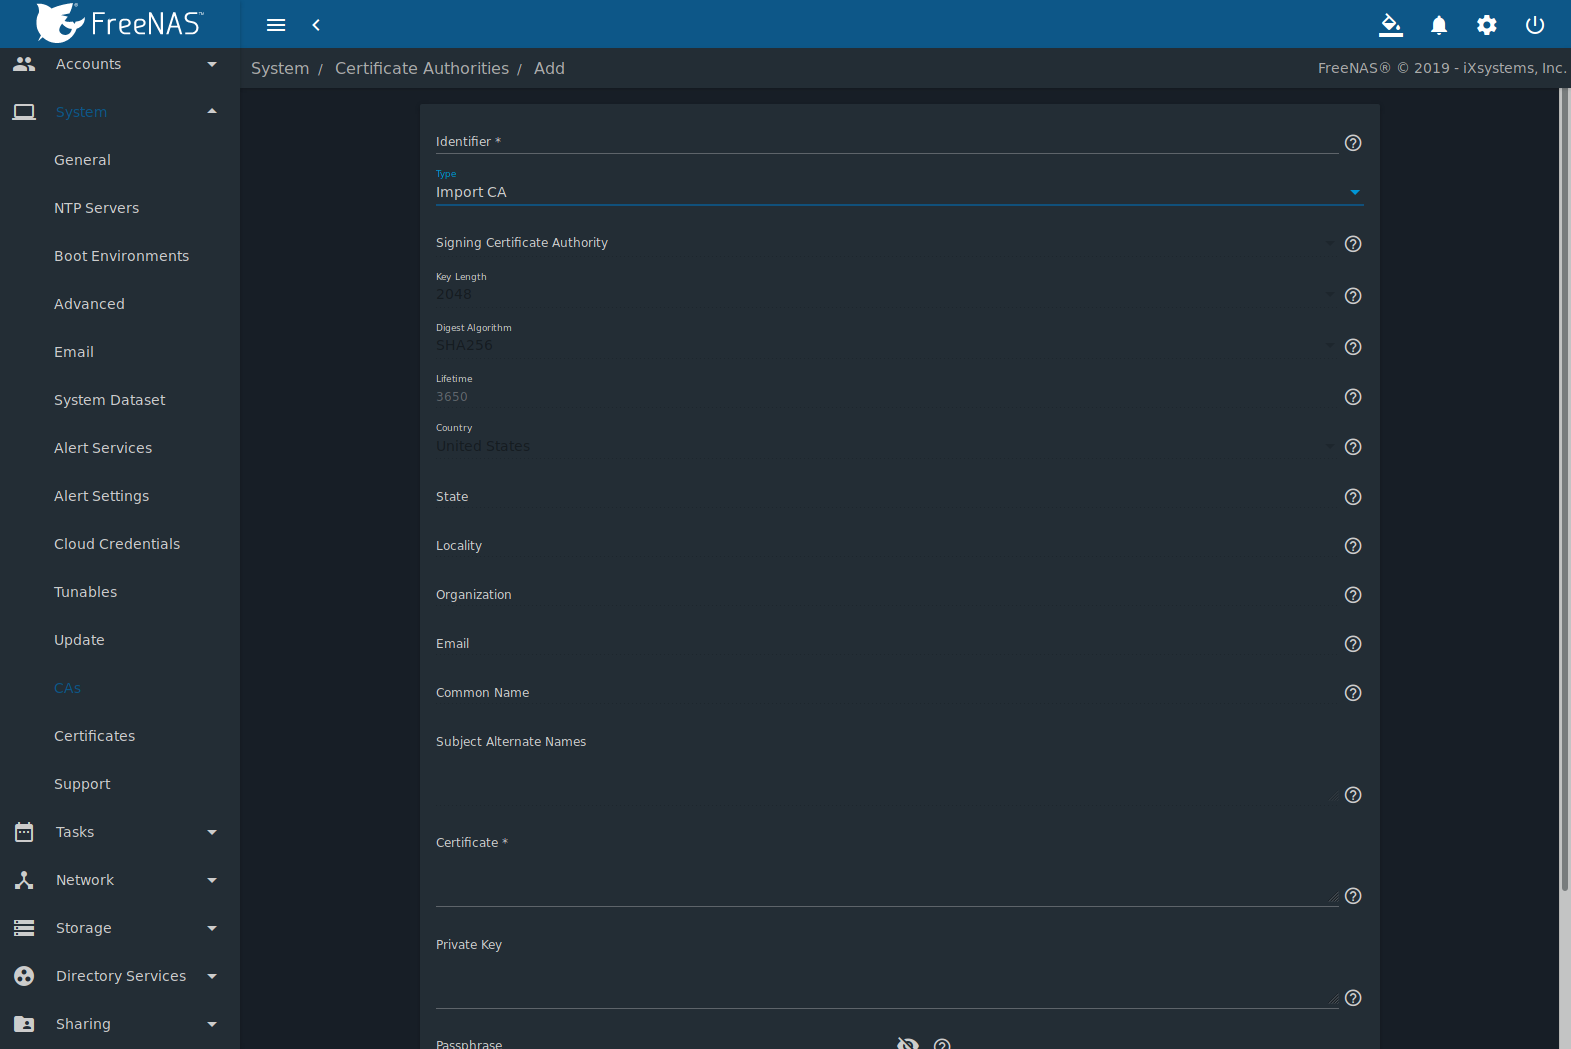 FreeNAS™
System / Certificate Authorities / Add
FreeNAS® © 2019 - iXsystems, Inc.
Accounts
System
General
NTP Servers
Boot Environments
Advanced
Email
System Dataset
Alert Services
Alert Settings
Cloud Credentials
Tunables
Update
CAs
Certificates
Support
Tasks
Network
Storage
Directory Services
Sharing
Identifier *
Type
Import CA
Signing Certificate Authority
Key Length
2048
Digest Algorithm
SHA256
Lifetime
3650
Country
United States
State
Locality
Organization
Email
Common Name
Subject Alternate Names
Certificate *
Private Key
Passphrase